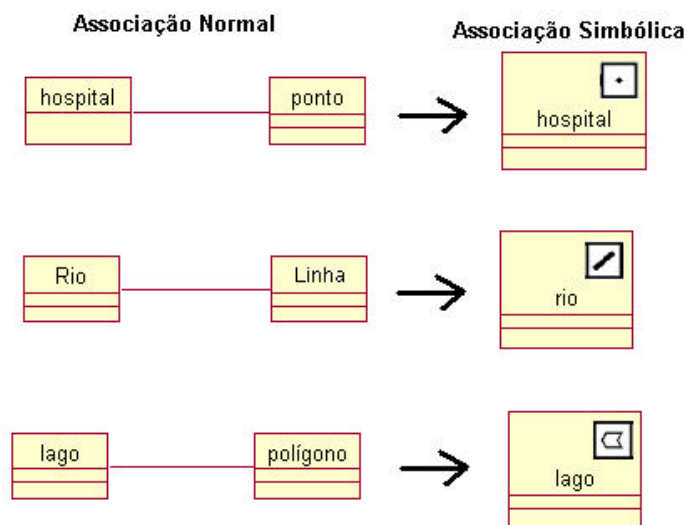 Associação Normal
Associação Simbólica
hospital
ponto
hospital
Rio
Linha
rio
lago
polígono
lago